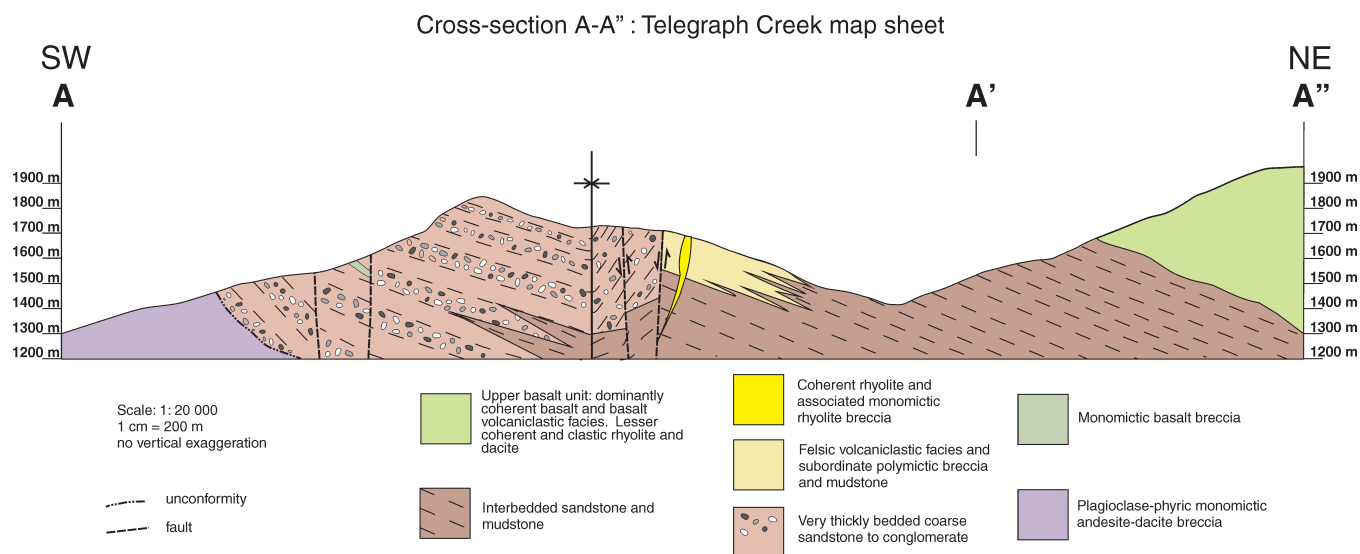 Cross-section A-A” : Telegraph Creek map sheet
SW
NE
A
A’
A”
1900 m
1800 m
1700 m
1600 m
1500 m
1400 m
1300 m
1200 m
1900 m
1800 m
1700 m
1600 m
1500 m
1400 m
1300 m
1200 m
Scale: 1: 20 000
1 cm = 200 m
no vertical exaggeration
unconformity
fault
Upper basalt unit: dominantly
coherent basalt and basalt
volcaniclastic facies. Lesser
coherent and clastic rhyolite and
dacite
Interbedded sandstone and
mudstone
Coherent rhyolite and
associated monomictic
rhyolite breccia
Felsic volcaniclastic facies and
subordinate polymictic breccia
and mudstone
Very thickly bedded coarse
sandstone to conglomerate
Monomictic basalt breccia
Plagioclase-phyric monomictic
andesite-dacite breccia